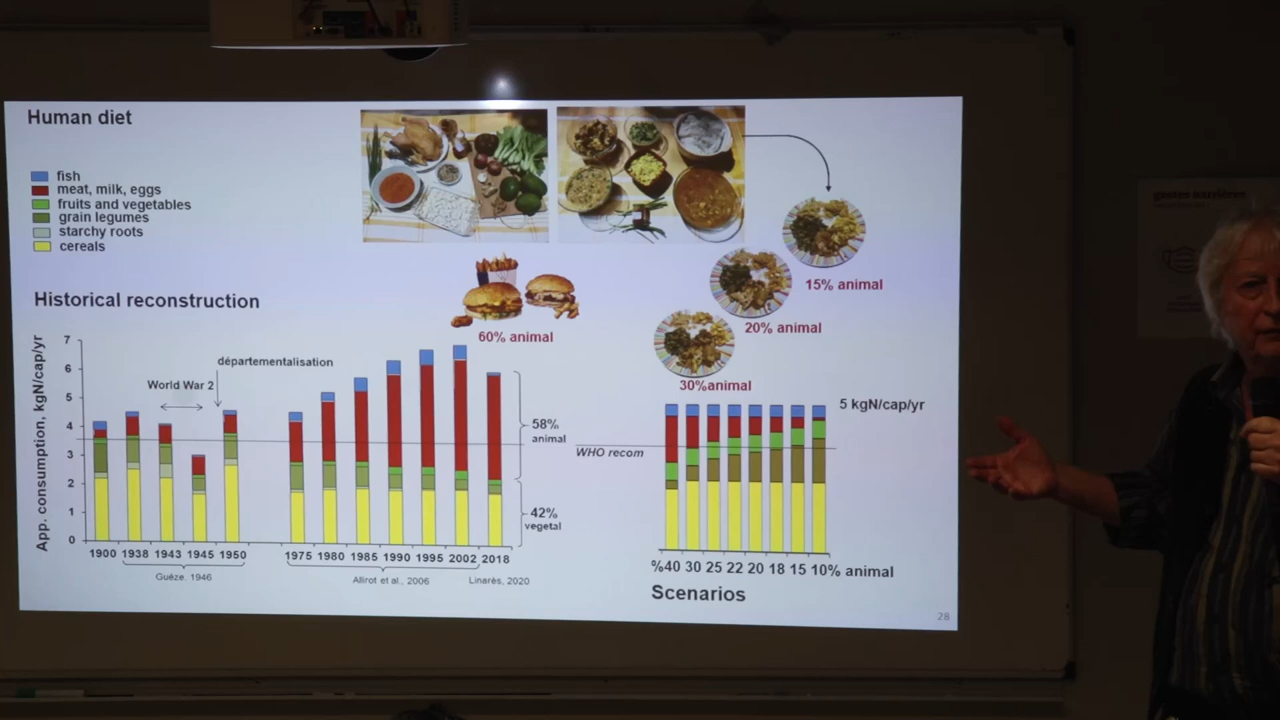 Human diet
fish
meat, milk, eggs
fruits and vegetables
grain legumes
starchy roots
cereals
15% animal
20% animal
30%animal
60% animal
Historical reconstruction
App. consumption, kgN/cap/yr
7
6
5
4
3
2
1
0
World War 2
départementalisation
58%
animal
42%
vegetal
1900 1938 1943 1945 1950 1975 1980 1985 1990 1995 2002 2018
Guëze, 1946
Allirot et al., 2006
Linarès, 2020
5 kgN/cap/yr
WHO recom
%40 30 25 22 20 18 15 10% animal
Scenarios
28
gestes barrières